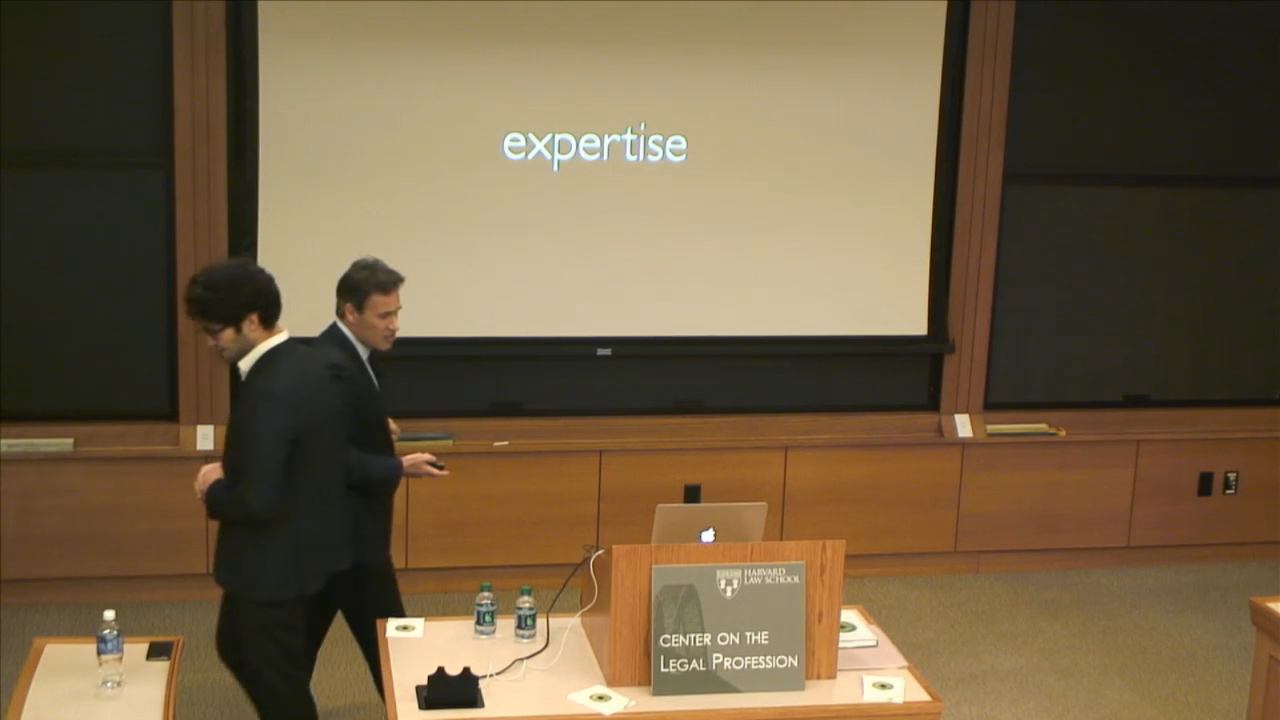 expertise
HARVARD
LAW SCHOOL
CENTER ON THE
LEGAL PROFESSION